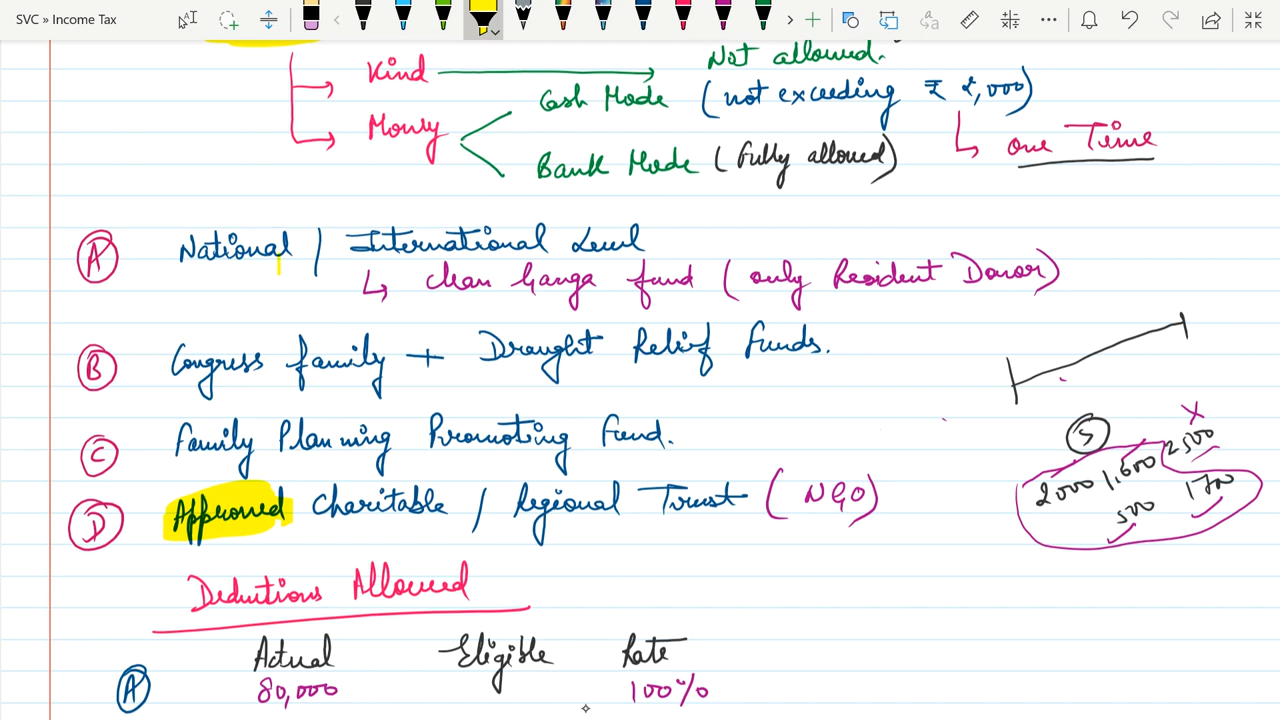 SVC » Income Tax
Kind Not allowed.
Cash Mode (not exceeding ₹ 2,000)
Money
one Time
Bank Mode (fully allowed)
A National / International Level
clean Ganga fund (only Resident Donor)
B Congress family + Draught Relief Funds.
C Family Planning Promoting Fund.
S
X
2000 1,600 2500
500 1700
D Approved Charitable / Regional Trust (NGO)
Deductions Allowed
Actual Eligible Rate
A 80,000 100%